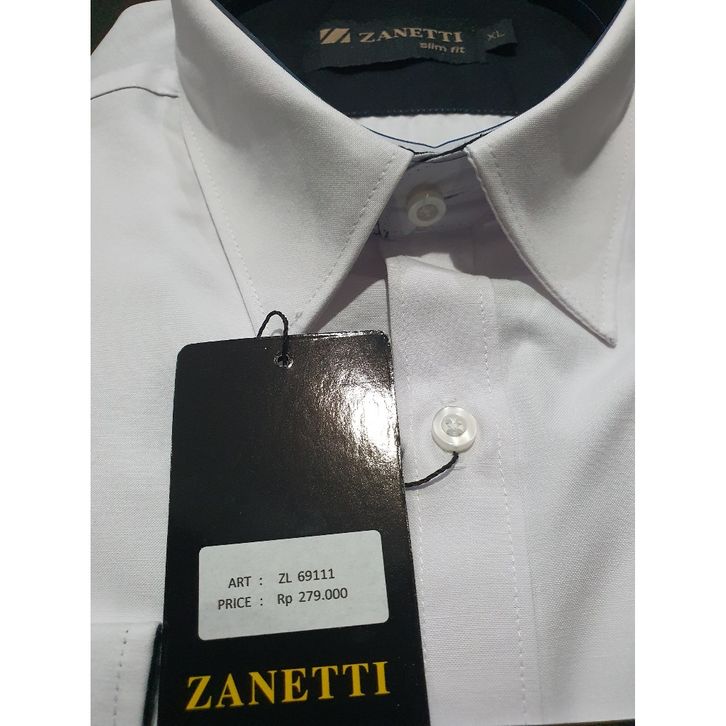 ZANETTI
slim fit
XL
ART : ZL 69111
PRICE : Rp 279.000
ZANETTI